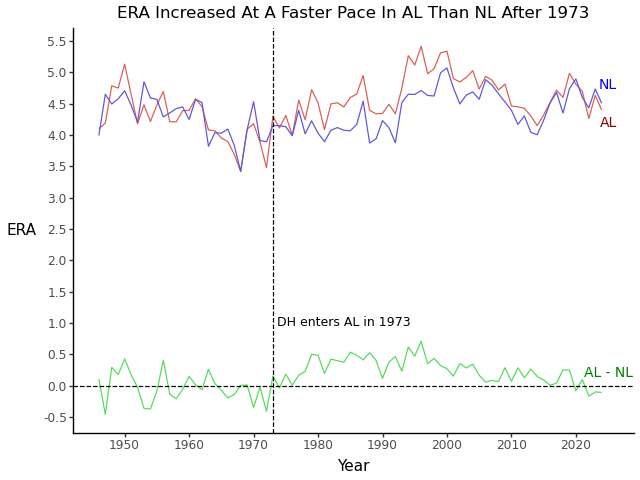 ERA Increased At A Faster Pace In AL Than NL After 1973
5.5
5.0
4.5
4.0
3.5
3.0
2.5
2.0
1.5
1.0
0.5
0.0
-0.5
ERA
NL
AL
DH enters AL in 1973
AL - NL
1950 1960 1970 1980 1990 2000 2010 2020
Year